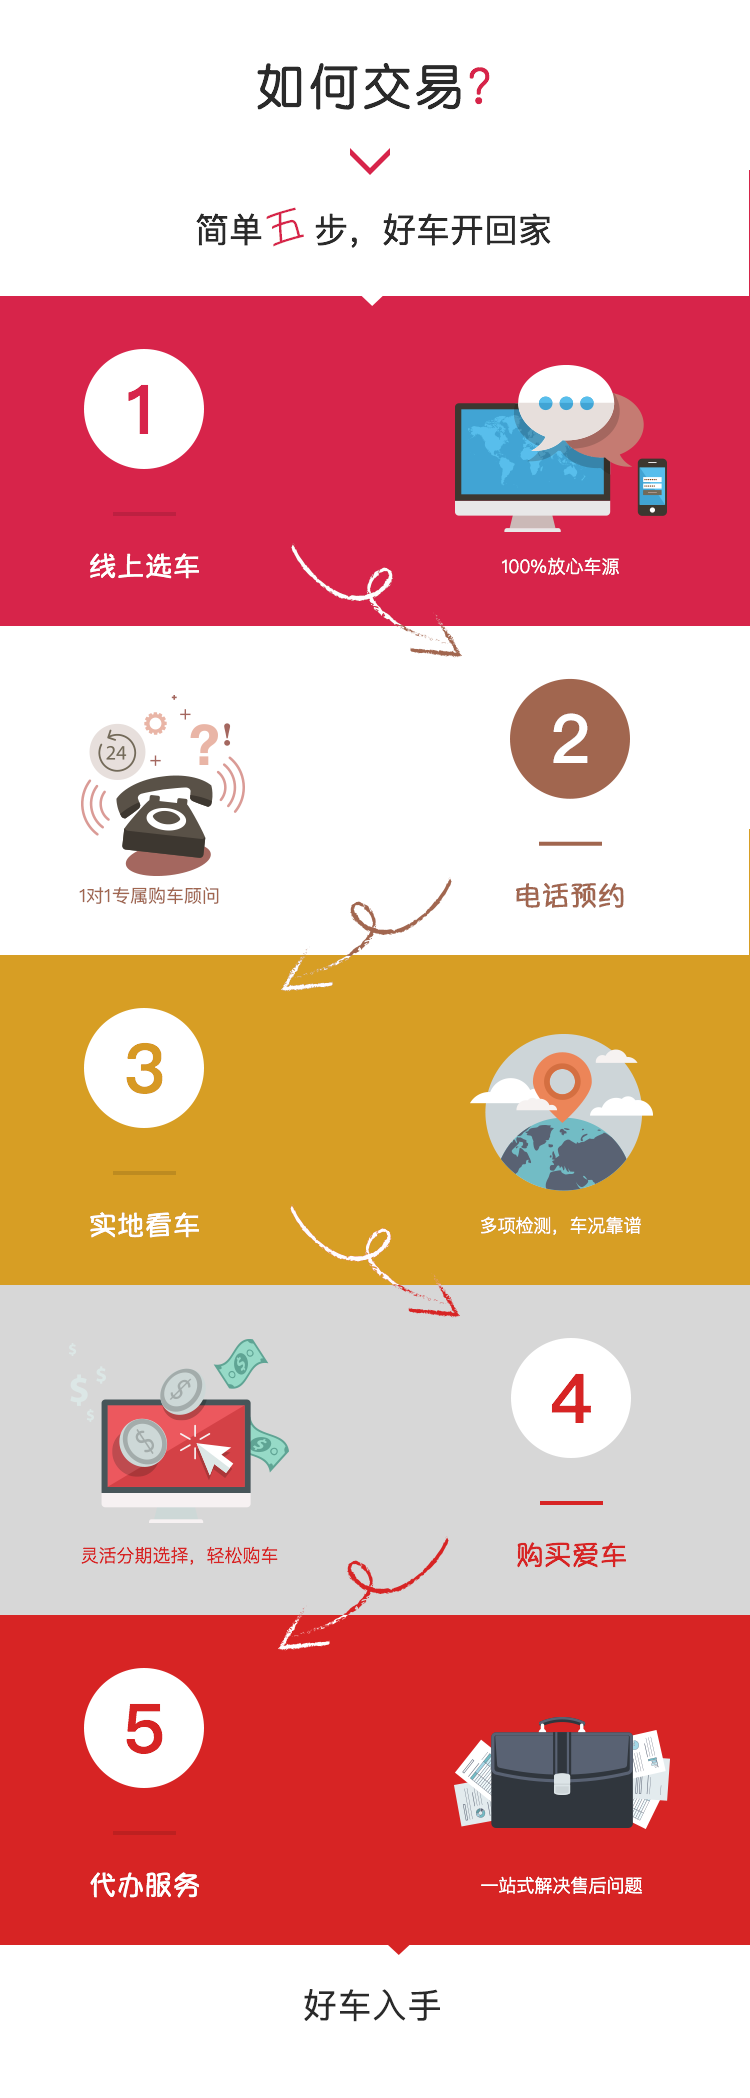 如何交易?
简单五步，好车开回家
1
线上选车
100%放心车源
2
24
?!
1对1专属购车顾问
电话预约
3
实地看车
多项检测，车况靠谱
4
$
$
$
$
$
$
$
$
灵活分期选择，轻松购车
购买爱车
5
代办服务
一站式解决售后问题
好车入手